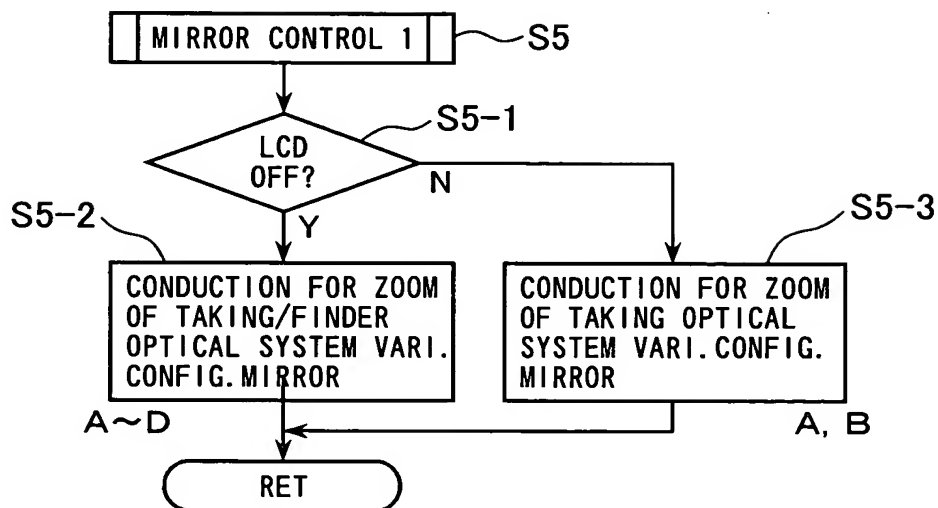 MIRROR CONTROL 1
S5
S5-1
LCD
OFF?
N
Y
S5-2
S5-3
CONDUCTION FOR ZOOM
OF TAKING/FINDER
OPTICAL SYSTEM VARI.
CONFIG.MIRROR
CONDUCTION FOR ZOOM
OF TAKING OPTICAL
SYSTEM VARI.CONFIG.
MIRROR
A~D
A, B
RET